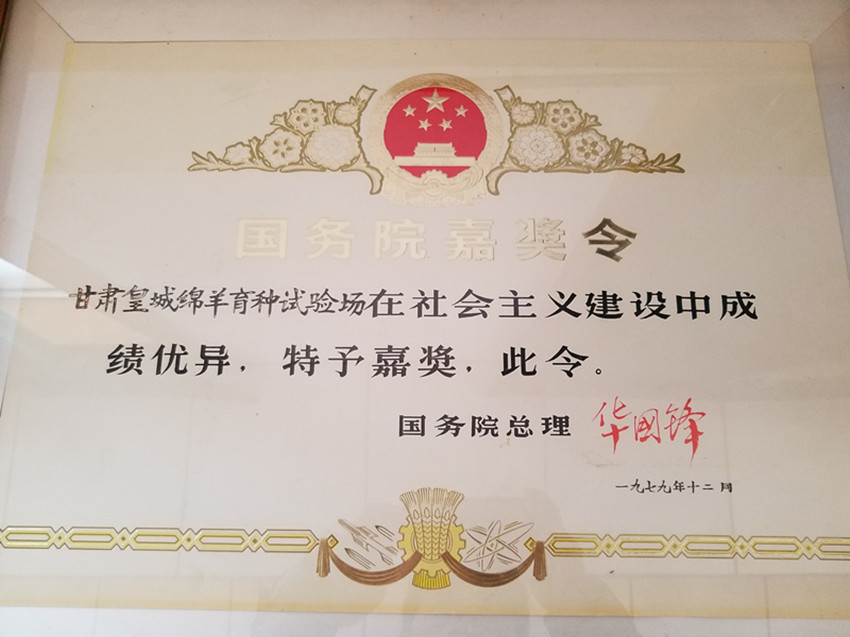 国务院嘉奖令
甘肃皇城绵羊育种试验场在社会主义建设中成
绩优异，特予嘉奖，此令。
国务院总理 华国锋
一九七九年十二月